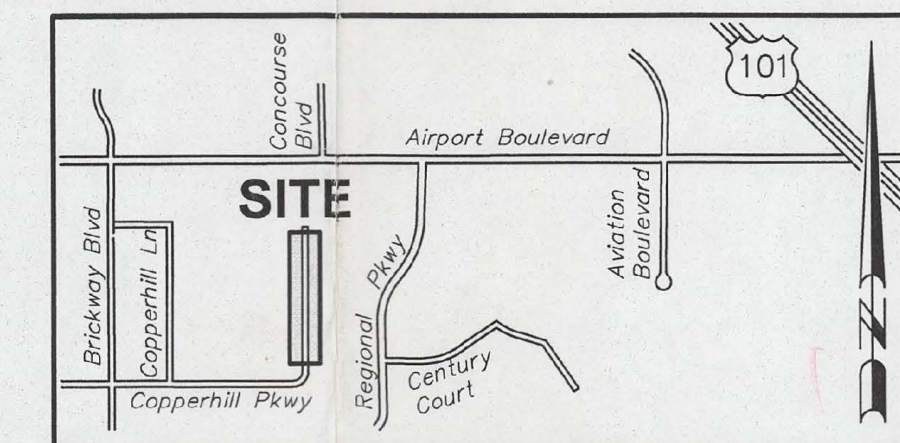 Concourse
Blvd
101
Airport Boulevard
SITE
Aviation
Boulevard
Brickway Blvd
Copperhill Ln
Regional Pkwy
Century
Court
Copperhill Pkwy
N